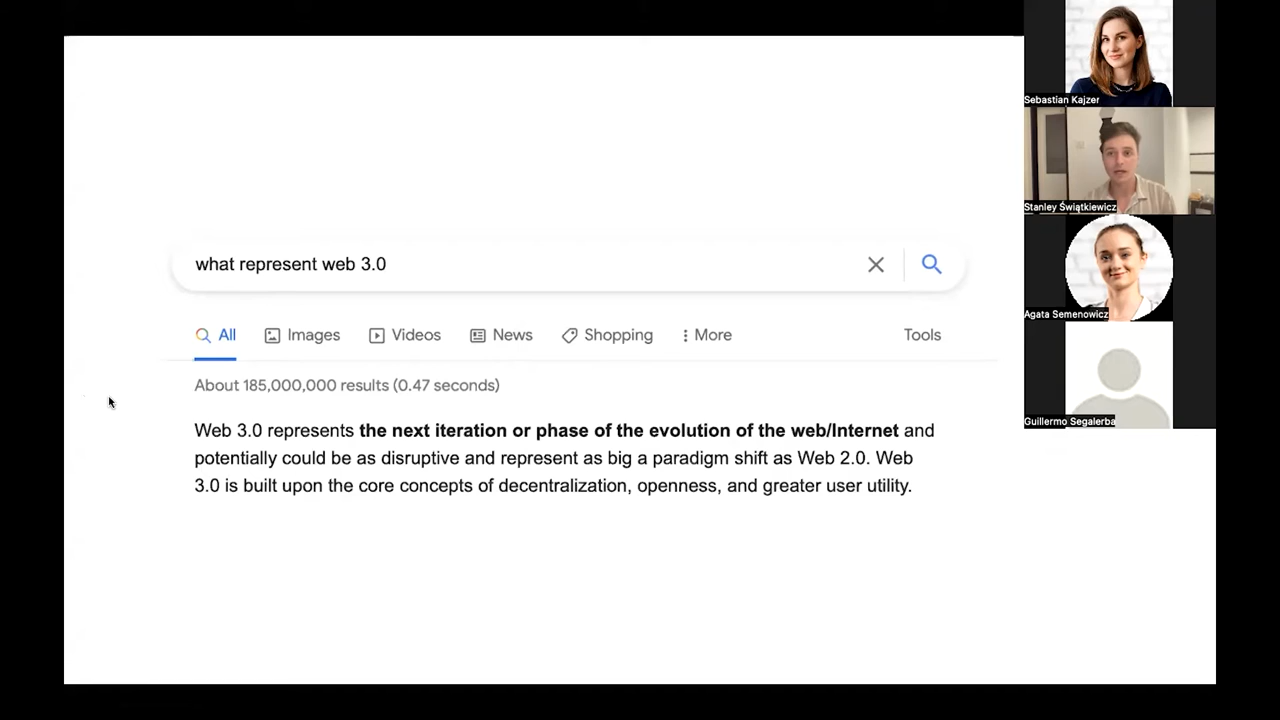 what represent web 3.0
All Images Videos News Shopping More Tools
About 185,000,000 results (0.47 seconds)
Web 3.0 represents the next iteration or phase of the evolution of the web/Internet and
potentially could be as disruptive and represent as big a paradigm shift as Web 2.0. Web
3.0 is built upon the core concepts of decentralization, openness, and greater user utility.
Sebastian Kajzer
Stanley Świątkiewicz
Agata Semenowicz
Guillermo Segalerba